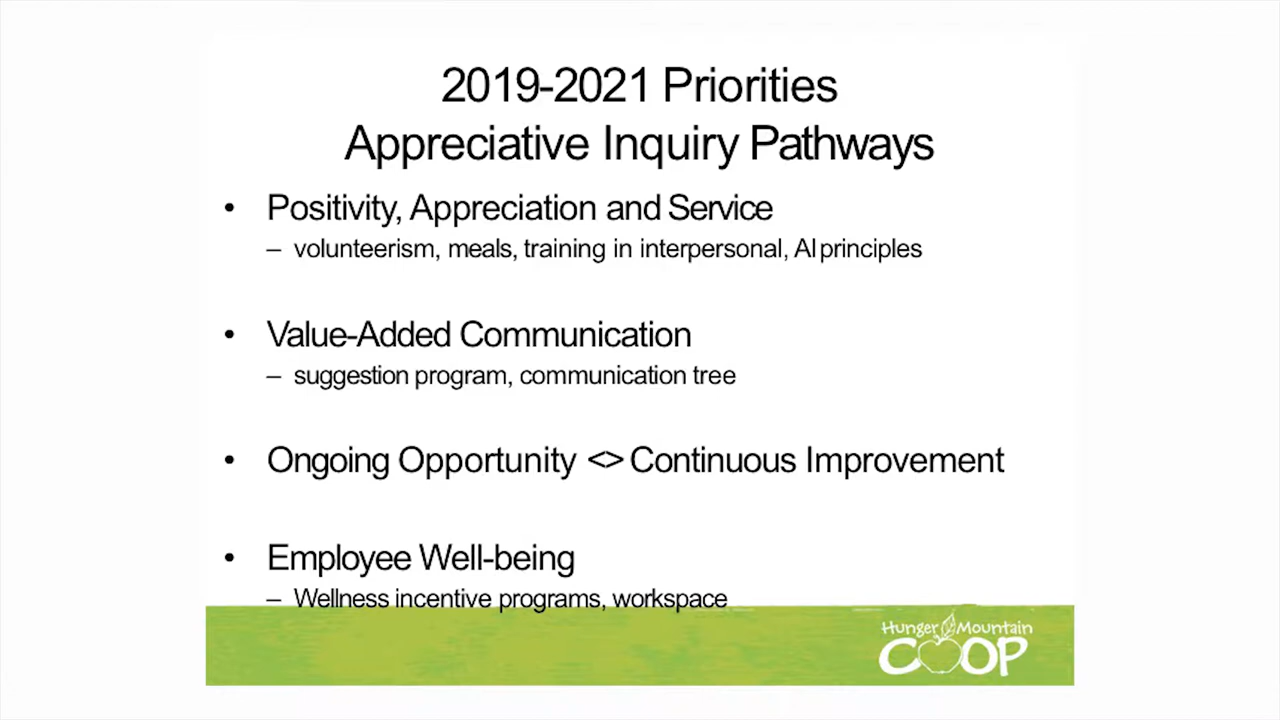 2019-2021 Priorities
Appreciative Inquiry Pathways
• Positivity, Appreciation and Service
– volunteerism, meals, training in interpersonal, AI principles
• Value-Added Communication
– suggestion program, communication tree
• Ongoing Opportunity <> Continuous Improvement
• Employee Well-being
– Wellness incentive programs, workspace
Hunger Mountain
COOP